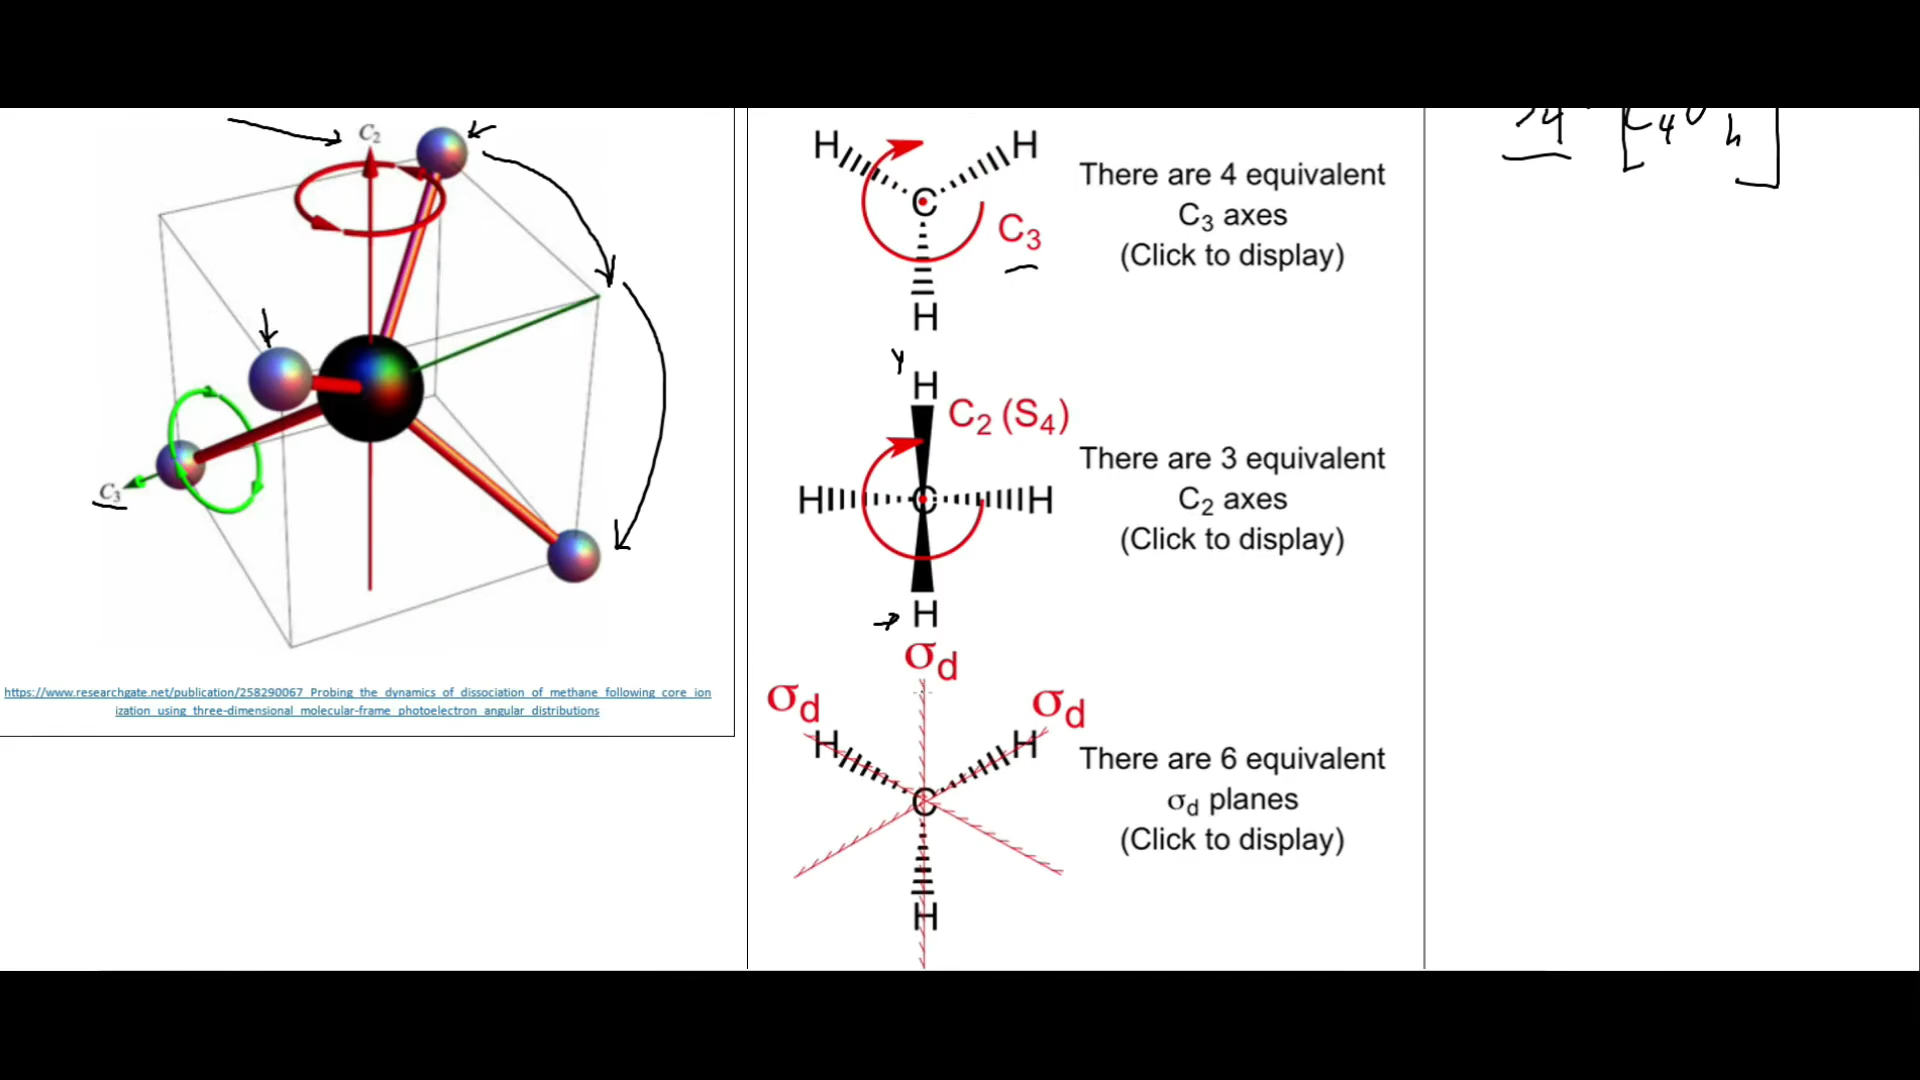 C₂
C₃
https://www.researchgate.net/publication/258290067_Probing_the_dynamics_of_dissociation_of_methane_following_core_ion
ization_using_three-dimensional_molecular-frame_photoelectron_angular_distributions
H H
C
C₃
H
There are 4 equivalent
C₃ axes
(Click to display)
H
C₂ (S₄)
H C H
H
There are 3 equivalent
C₂ axes
(Click to display)
σd
σd σd
H H
C
H
There are 6 equivalent
σd planes
(Click to display)